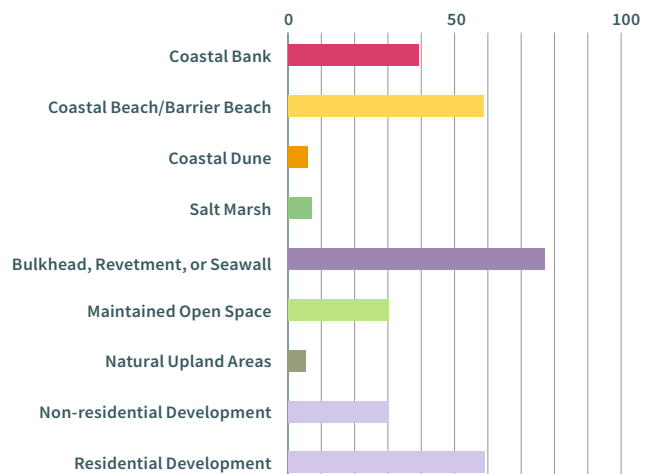 0 50 100
Coastal Bank
Coastal Beach/Barrier Beach
Coastal Dune
Salt Marsh
Bulkhead, Revetment, or Seawall
Maintained Open Space
Natural Upland Areas
Non-residential Development
Residential Development